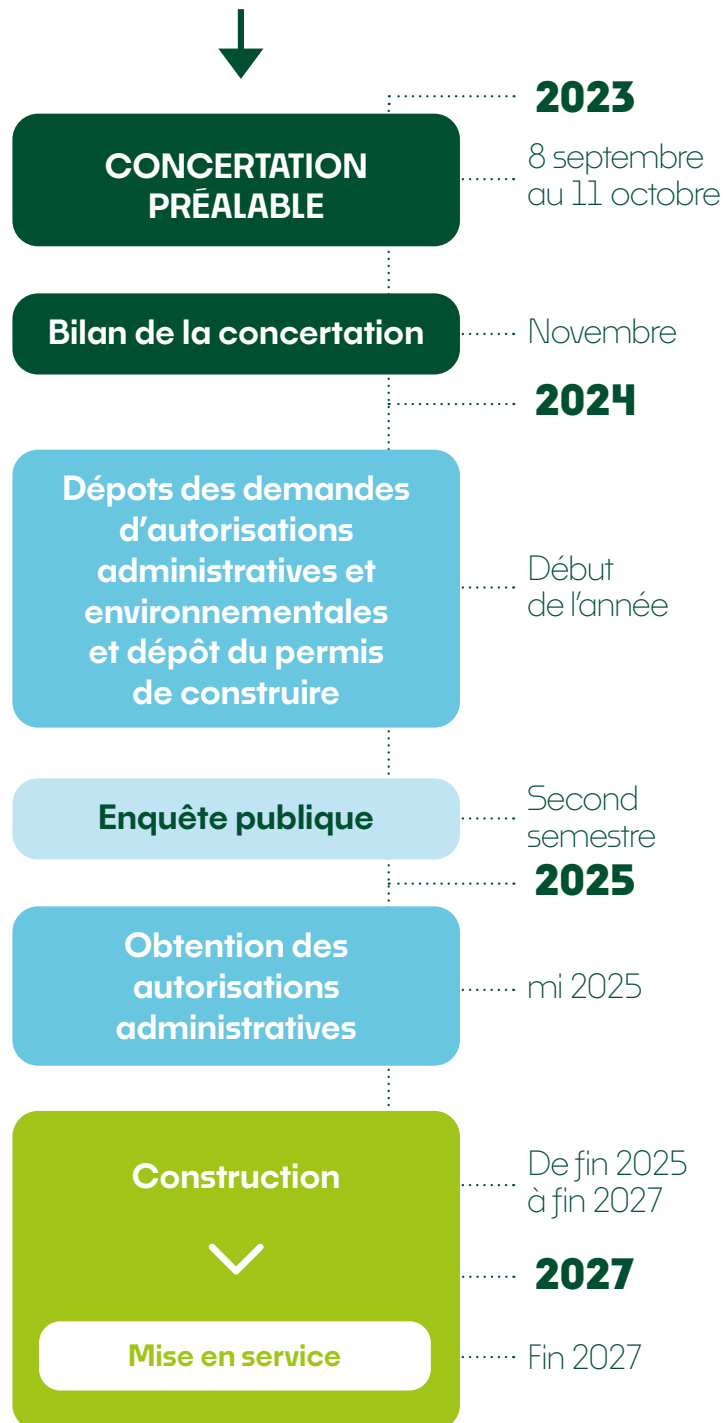 2023
CONCERTATION
PRÉALABLE
8 septembre
au 11 octobre
Bilan de la concertation
Novembre
2024
Dépots des demandes
d'autorisations
administratives et
environnementales
et dépôt du permis
de construire
Début
de l'année
Enquête publique
Second
semestre
2025
Obtention des
autorisations
administratives
mi 2025
Construction
De fin 2025
à fin 2027
2027
Mise en service
Fin 2027